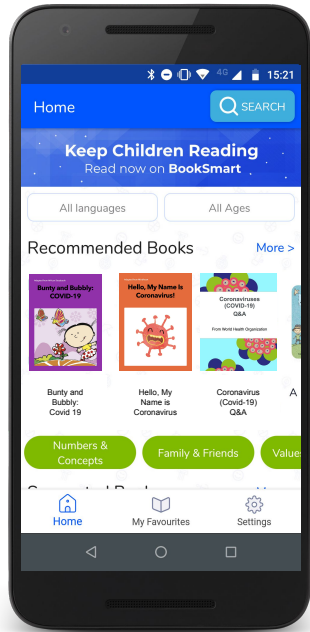 4G 15:21
Home
SEARCH
Keep Children Reading
Read now on BookSmart
All languages
All Ages
Recommended Books
More >
Bunty and Bubbly:
COVID-19
Hello, My Name Is
Coronavirus!
Coronaviruses
(COVID-19)
Q&A
From World Health Organization
Bunty and
Bubbly:
Covid 19
Hello, My
Name is
Coronavirus
Coronavirus
(Covid-19)
Q&A
A
Numbers &
Concepts
Family & Friends
Values
Home
My Favourites
Settings